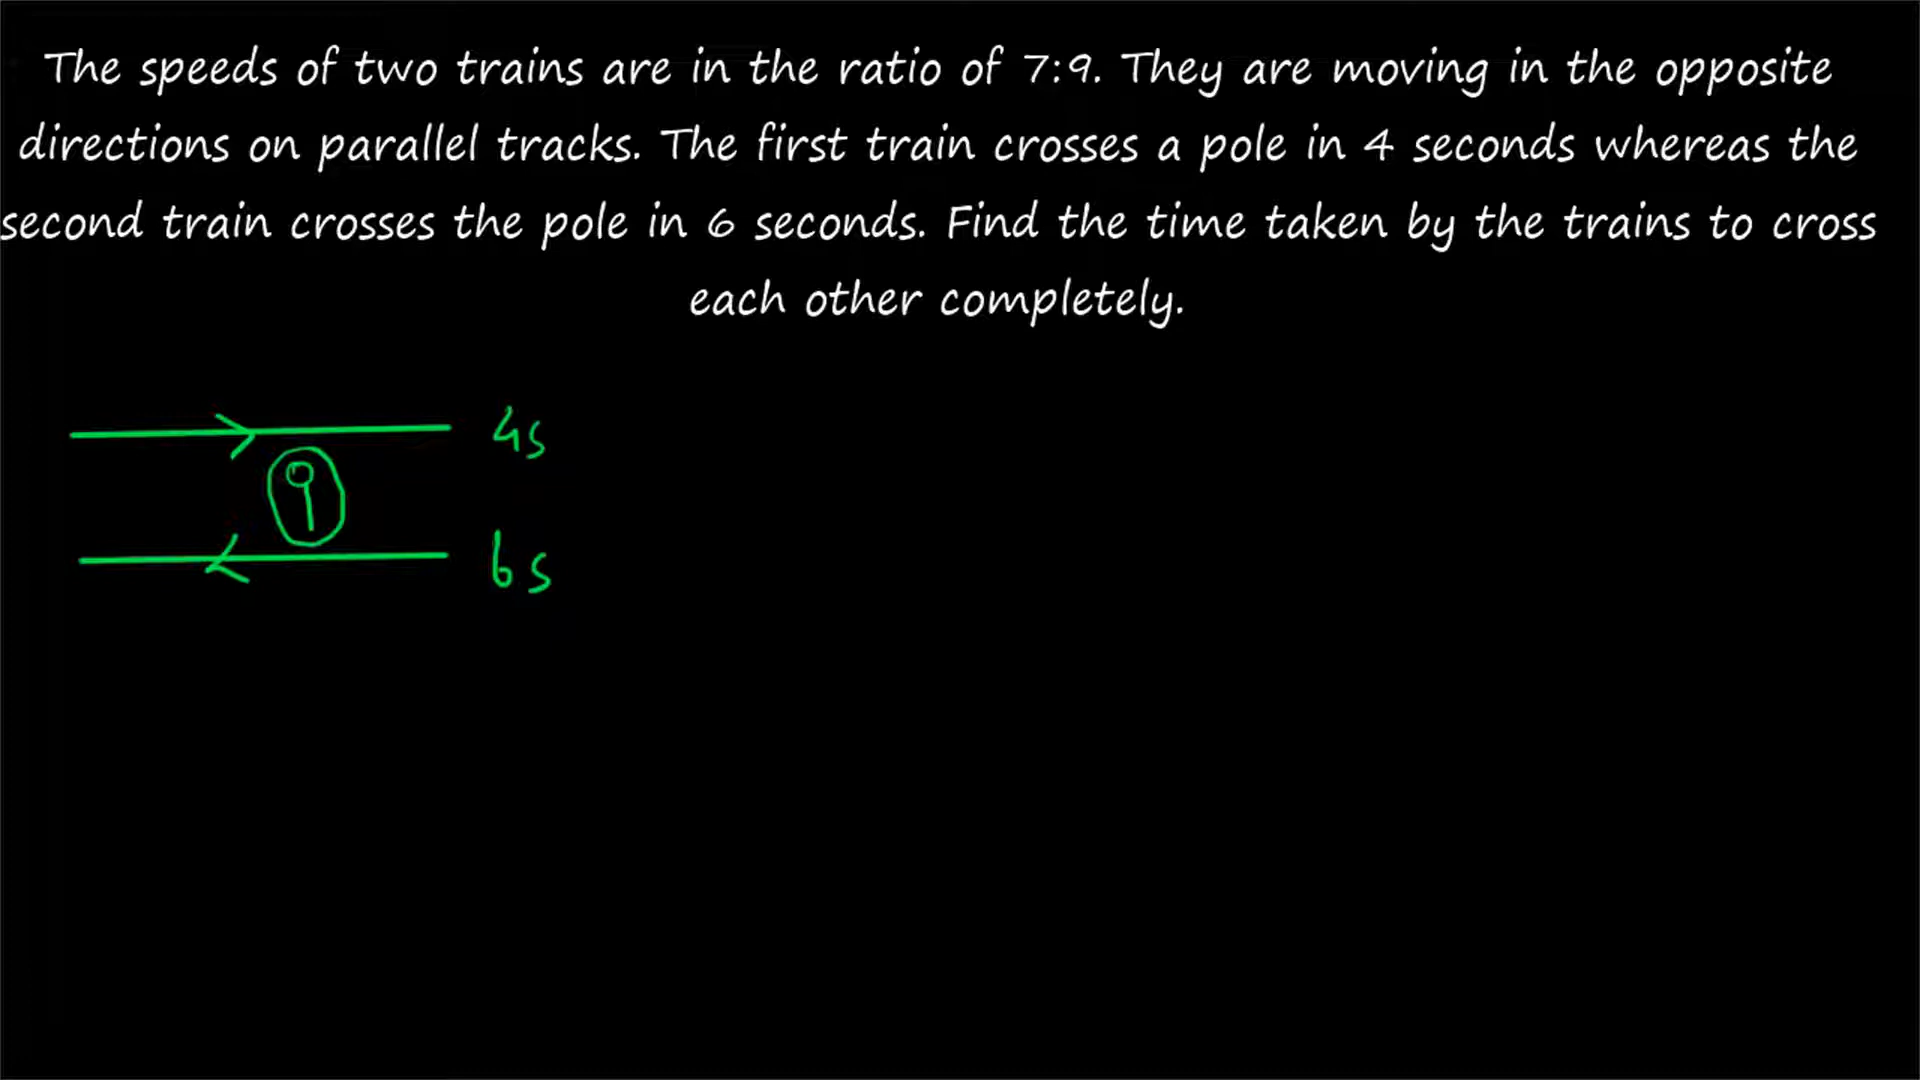 The speeds of two trains are in the ratio of 7:9. They are moving in the opposite
directions on parallel tracks. The first train crosses a pole in 4 seconds whereas the
second train crosses the pole in 6 seconds. Find the time taken by the trains to cross
each other completely.
4s
6s